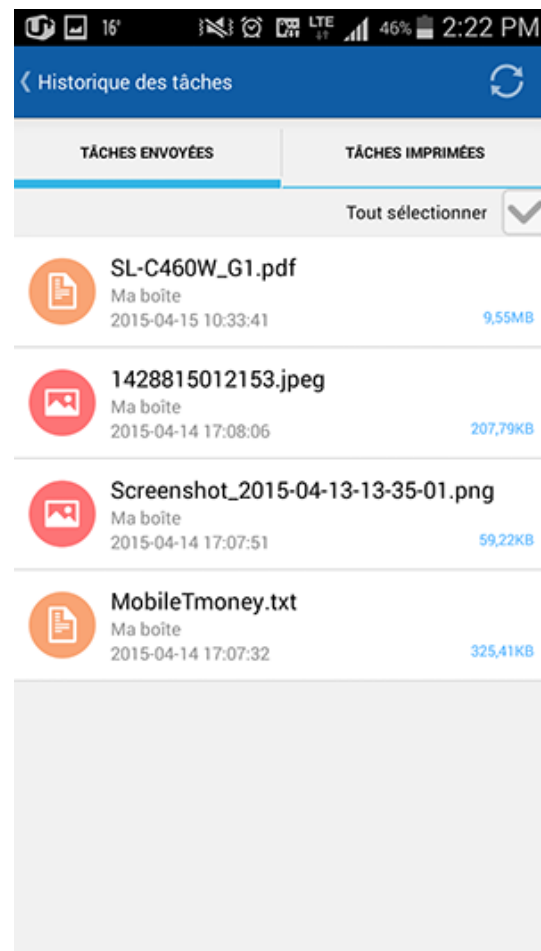 16° LTE 46% 2:22 PM
Historique des tâches
TÂCHES ENVOYÉES TÂCHES IMPRIMÉES
Tout sélectionner
SL-C460W_G1.pdf
Ma boîte
2015-04-15 10:33:41 9,55MB
1428815012153.jpeg
Ma boîte
2015-04-14 17:08:06 207,79KB
Screenshot_2015-04-13-13-35-01.png
Ma boîte
2015-04-14 17:07:51 59,22KB
MobileTmoney.txt
Ma boîte
2015-04-14 17:07:32 325,41KB